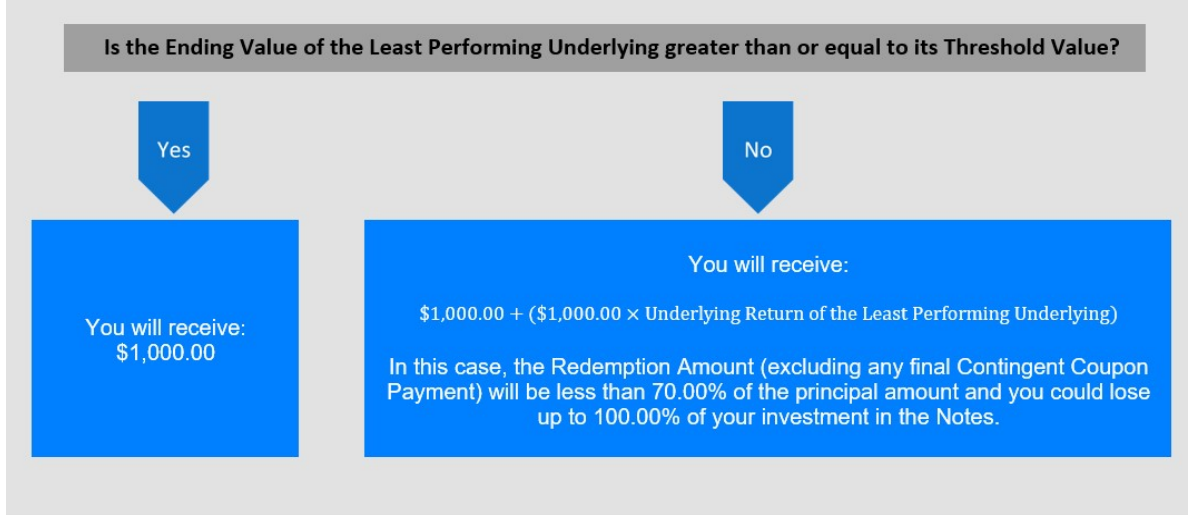 Is the Ending Value of the Least Performing Underlying greater than or equal to its Threshold Value?
Yes
No
You will receive:
$1,000.00
You will receive:
$1,000.00 + ($1,000.00 × Underlying Return of the Least Performing Underlying)
In this case, the Redemption Amount (excluding any final Contingent Coupon
Payment) will be less than 70.00% of the principal amount and you could lose
up to 100.00% of your investment in the Notes.